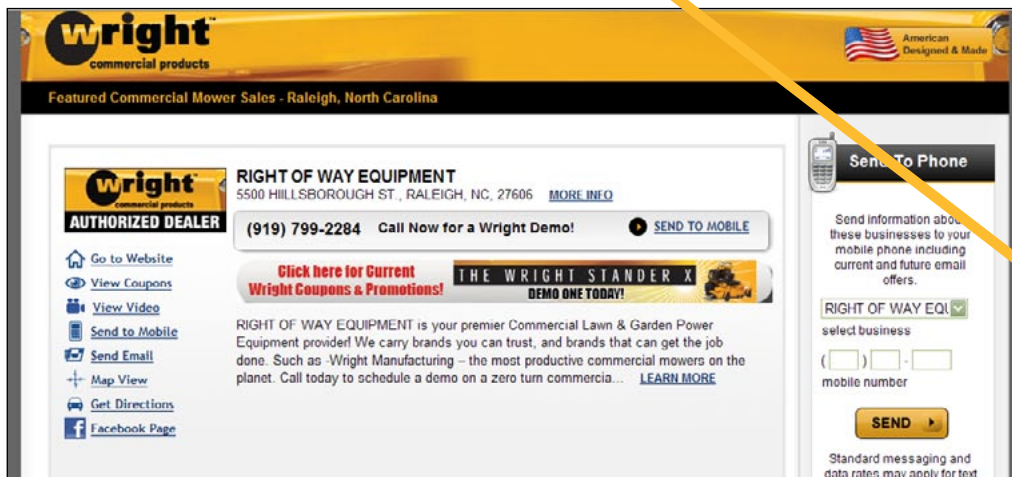 wright
commercial products
American
Designed & Made
Featured Commercial Mower Sales - Raleigh, North Carolina
wright
commercial products
AUTHORIZED DEALER
Go to Website
View Coupons
View Video
Send to Mobile
Send Email
Map View
Get Directions
Facebook Page
RIGHT OF WAY EQUIPMENT
5500 HIILLSBOROUGH ST., RALEIGH, NC, 27606 MORE INFO
(919) 799-2284 Call Now for a Wright Demo! SEND TO MOBILE
Click here for Current
Wright Coupons & Promotions!
THE WRIGHT STANDER X
DEMO ONE TODAY!
RIGHT OF WAY EQUIPMENT is your premier Commercial Lawn & Garden Power
Equipment provider! We carry brands you can trust, and brands that can get the job
done. Such as -Wright Manufacturing – the most productive commercial mowers on the
planet. Call today to schedule a demo on a zero turn commercia... LEARN MORE
Send To Phone
Send information about
these businesses to your
mobile phone including
current and future email
offers.
RIGHT OF WAY EQU
select business
( ) -
mobile number
SEND
Standard messaging and
data rates may apply for text